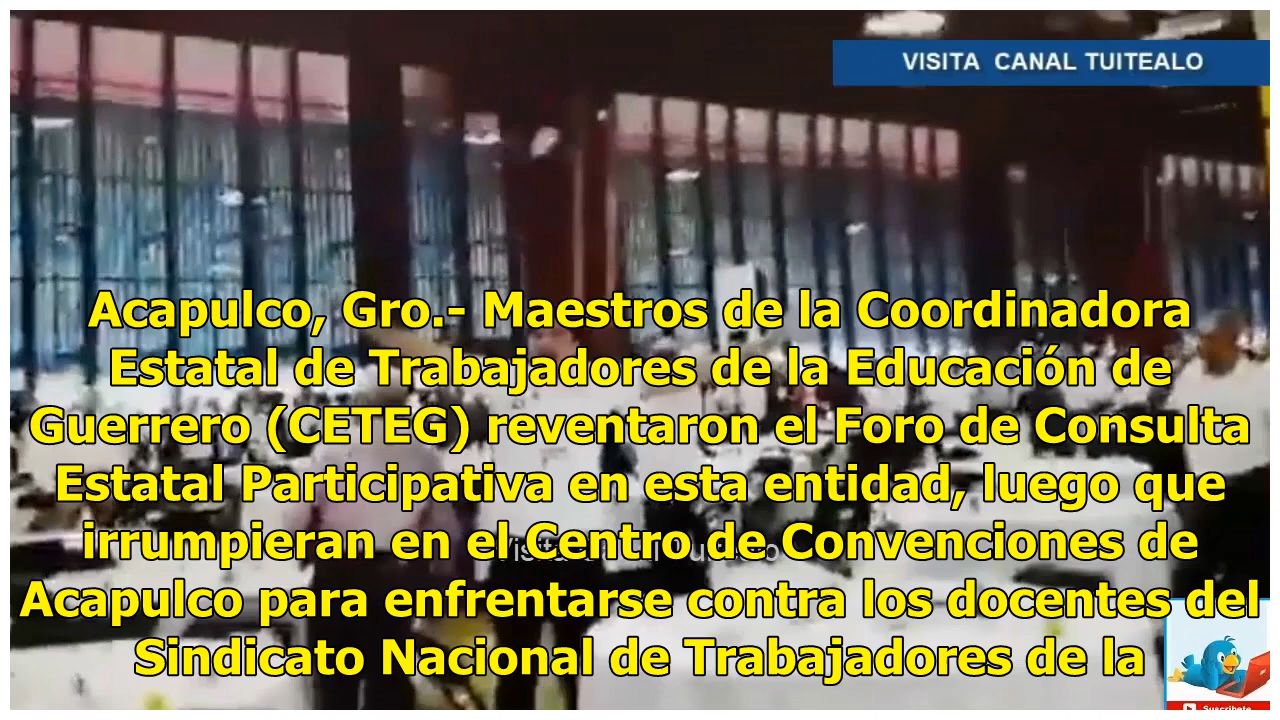 VISITA CANAL TUITEALO
Acapulco, Gro.- Maestros de la Coordinadora
Estatal de Trabajadores de la Educación de
Guerrero (CETEG) reventaron el Foro de Consulta
Estatal Participativa en esta entidad, luego que
irrumpieran en el Centro de Convenciones de
Acapulco para enfrentarse contra los docentes del
Sindicato Nacional de Trabajadores de la
Suscribete